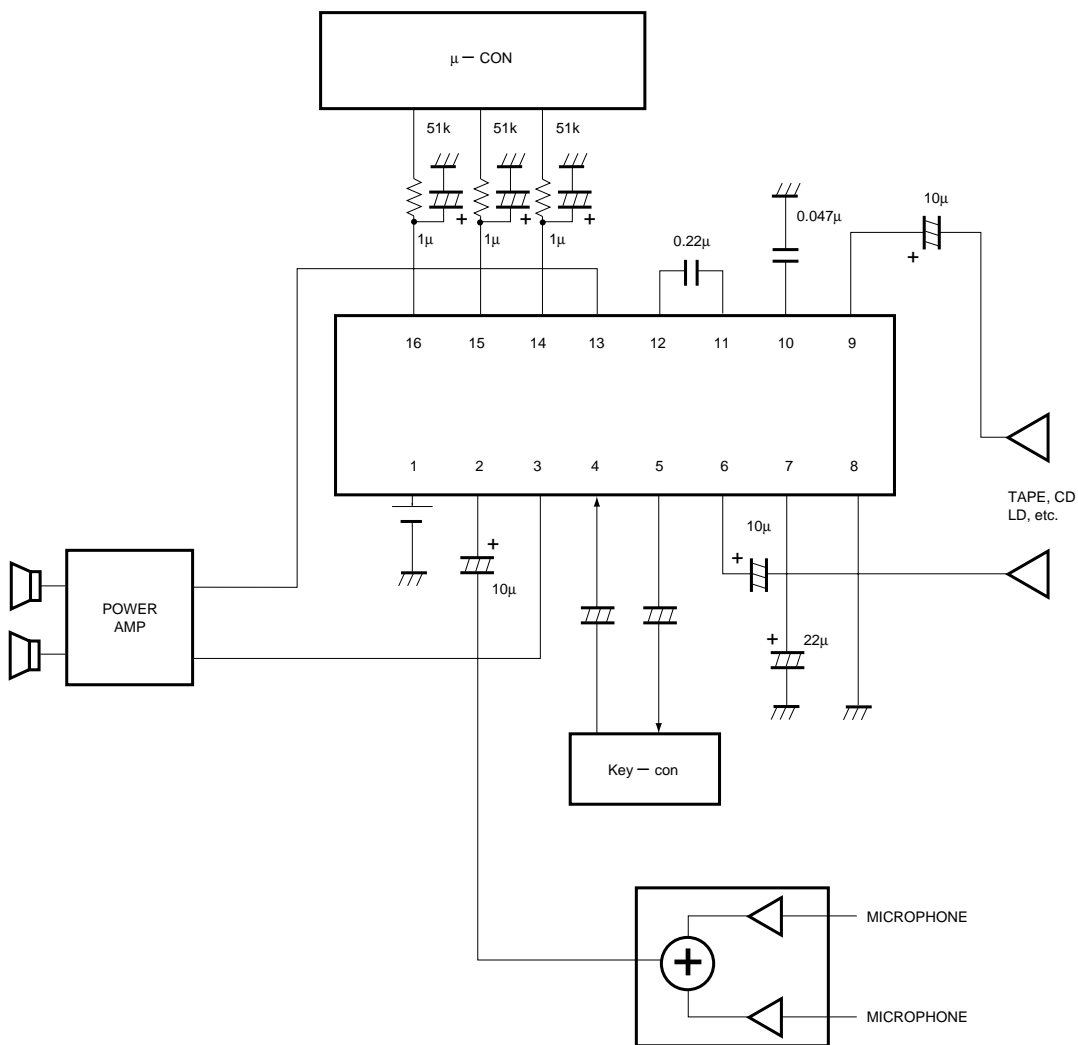 μ — CON
51k
51k
51k
+
+
+
1μ
1μ
1μ
0.22μ
0.047μ
10μ
+
16 15 14 13 12 11 10 9
1 2 3 4 5 6 7 8
TAPE, CD
LD, etc.
+
10μ
10μ
+
POWER
AMP
+
22μ
Key — con
MICROPHONE
+
MICROPHONE